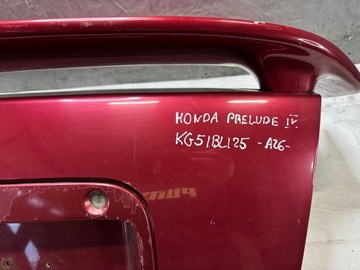 HONDA PRELUDE IV.
KG51BL125 -A26-